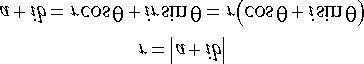 a + ib = r cos θ + ir sin θ = r(cos θ + i sin θ)
r = |a + ib|